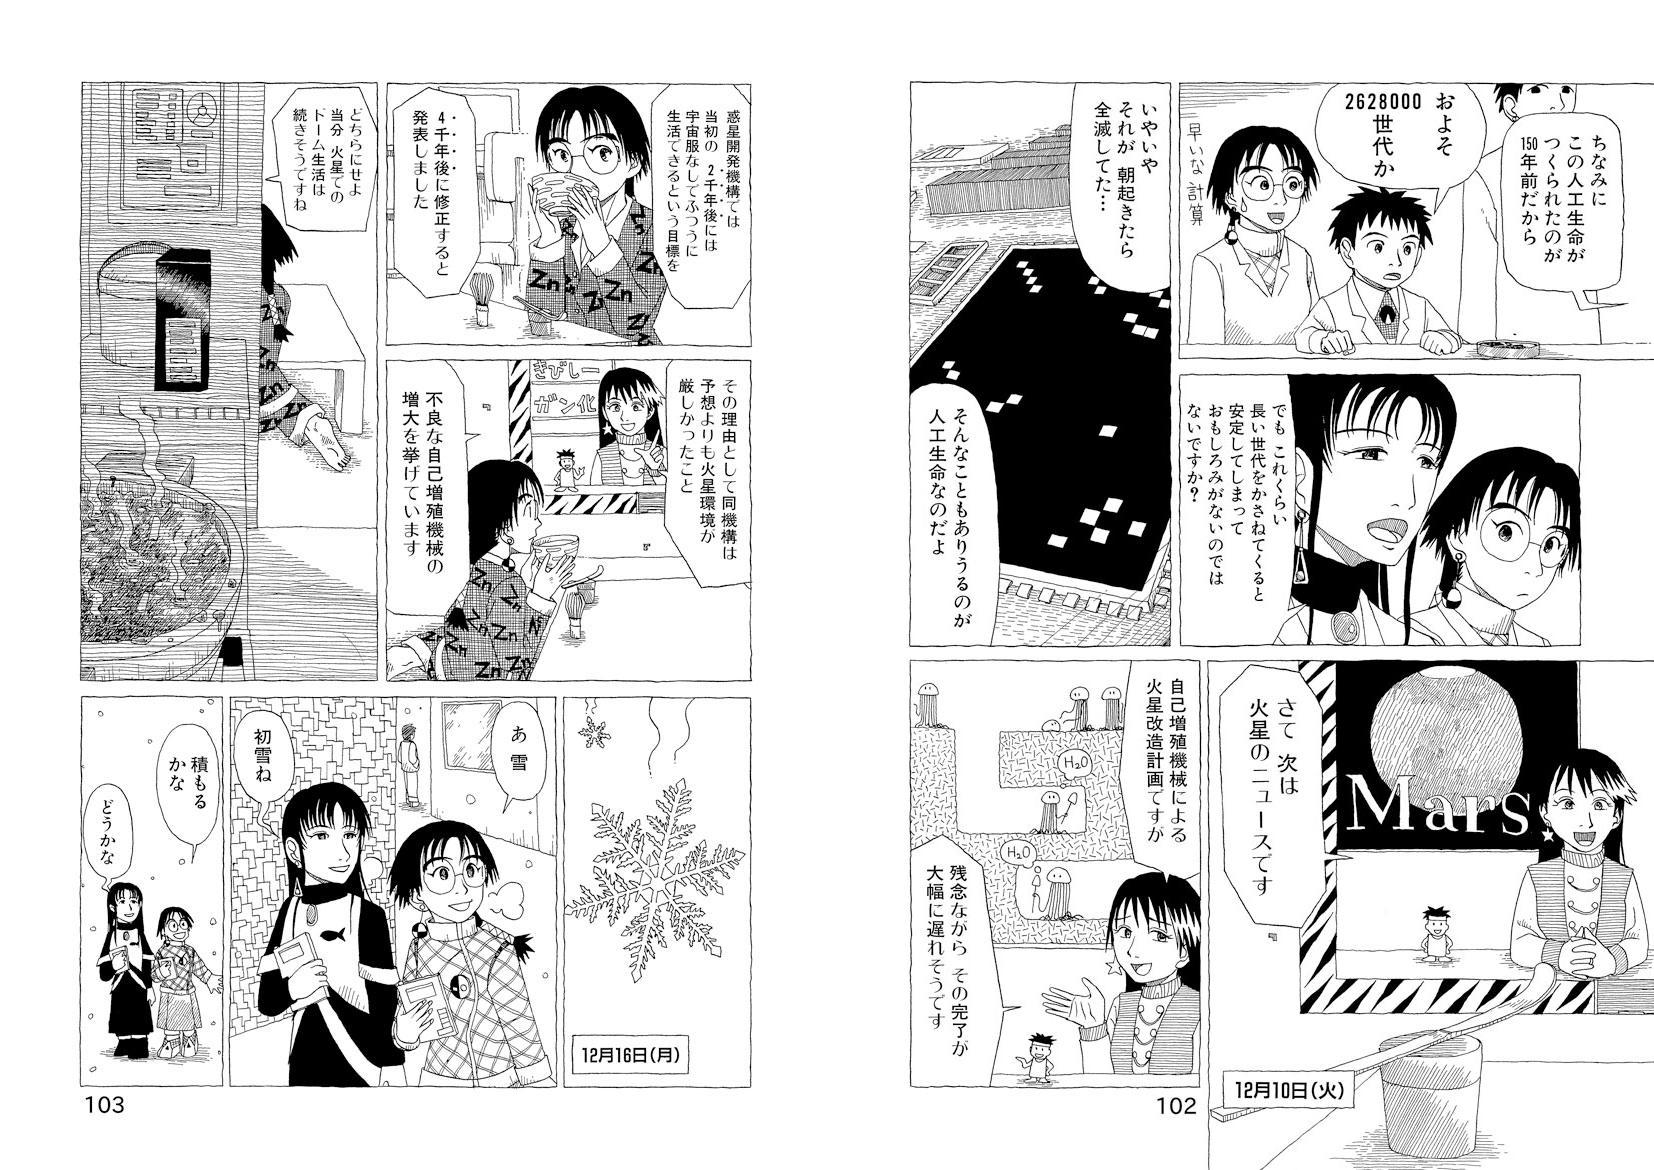 ちなみに
この人工生命が
つくられたのが
150年前だから
およそ
2628000
世代か
早いな 計算
でも これくらい
長い世代をかさねてくると
安定してしまって
おもしろみがないのでは
ないですか?
いやいや
それが 朝起きたら
全滅してた…
そんなこともありうるのが
人工生命なのだよ
さて 次は
火星のニュースです
Mars
12月10日(火)
自己増殖機械による
火星改造計画ですが
H₂O
H₂O
残念ながら その完了が
大幅に遅れそうです
102
惑星開発機構では
当初の 2千年後には
宇宙服なしでふつうに
生活できるという目標を
4千年後に修正すると
発表しました
Zn
Zn
Zn
その理由として同機構は
予想よりも火星環境が
厳しかったこと
きびしー
ガン化
不良な自己増殖機械の
増大を挙げています
Zn
Zn
Zn
Zn
Zn
どちらにせよ
当分 火星での
ドーム生活は
続きそうですね
Zn
Zn
Zn
12月16日(月)
あ 雪
初雪ね
積もる
かな
どうかな
103